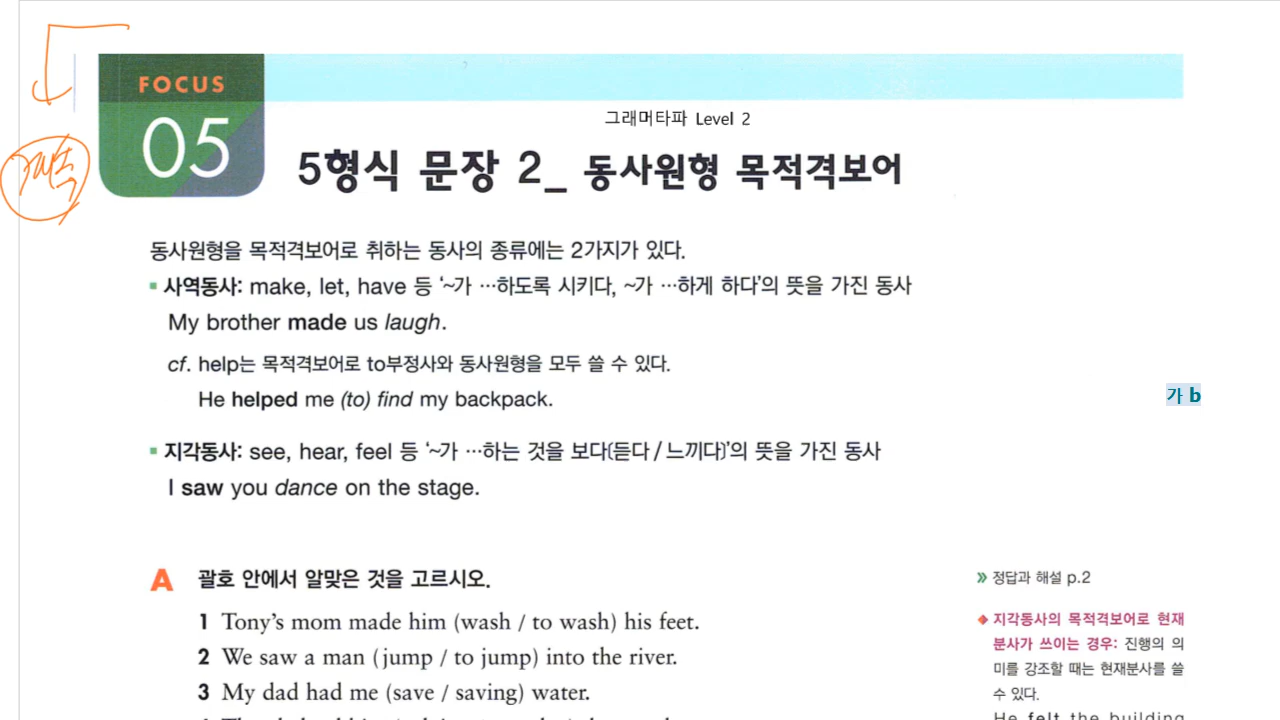 FOCUS
05
그래머타파 Level 2
5형식 문장 2_ 동사원형 목적격보어
동사원형을 목적격보어로 취하는 동사의 종류에는 2가지가 있다.
▪ 사역동사: make, let, have 등 ‘~가 …하도록 시키다, ~가 …하게 하다’의 뜻을 가진 동사
My brother made us laugh.
cf. help는 목적격보어로 to부정사와 동사원형을 모두 쓸 수 있다.
He helped me (to) find my backpack.
가 b
▪ 지각동사: see, hear, feel 등 ‘~가 …하는 것을 보다(듣다 / 느끼다)’의 뜻을 가진 동사
I saw you dance on the stage.
A 괄호 안에서 알맞은 것을 고르시오.
1 Tony’s mom made him (wash / to wash) his feet.
2 We saw a man (jump / to jump) into the river.
3 My dad had me (save / saving) water.
» 정답과 해설 p.2
◆ 지각동사의 목적격보어로 현재
분사가 쓰이는 경우: 진행의 의
미를 강조할 때는 현재분사를 쓸
수 있다.
He felt the building